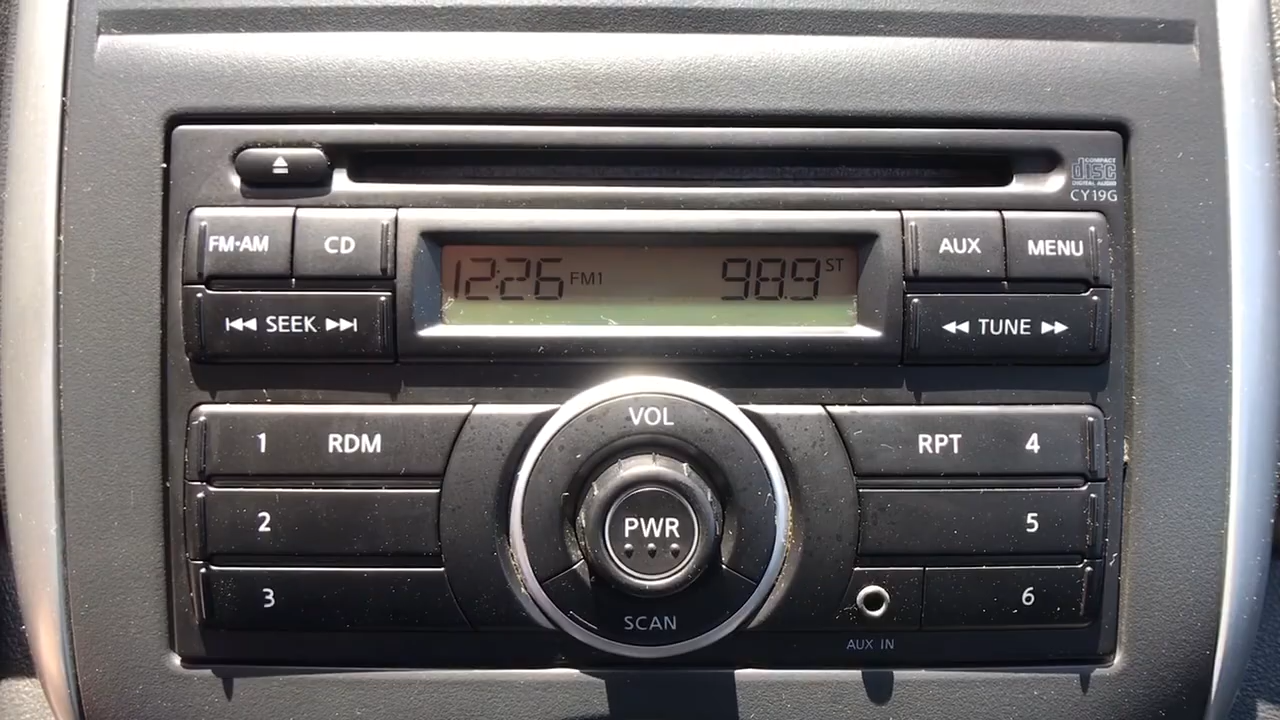 COMPACT
disc
DIGITAL AUDIO
CY19G
FM•AM CD
12:26 FM1 98.9 ST
AUX MENU
SEEK
TUNE
VOL
1 RDM
RPT 4
2
PWR
5
3
SCAN
6
AUX IN